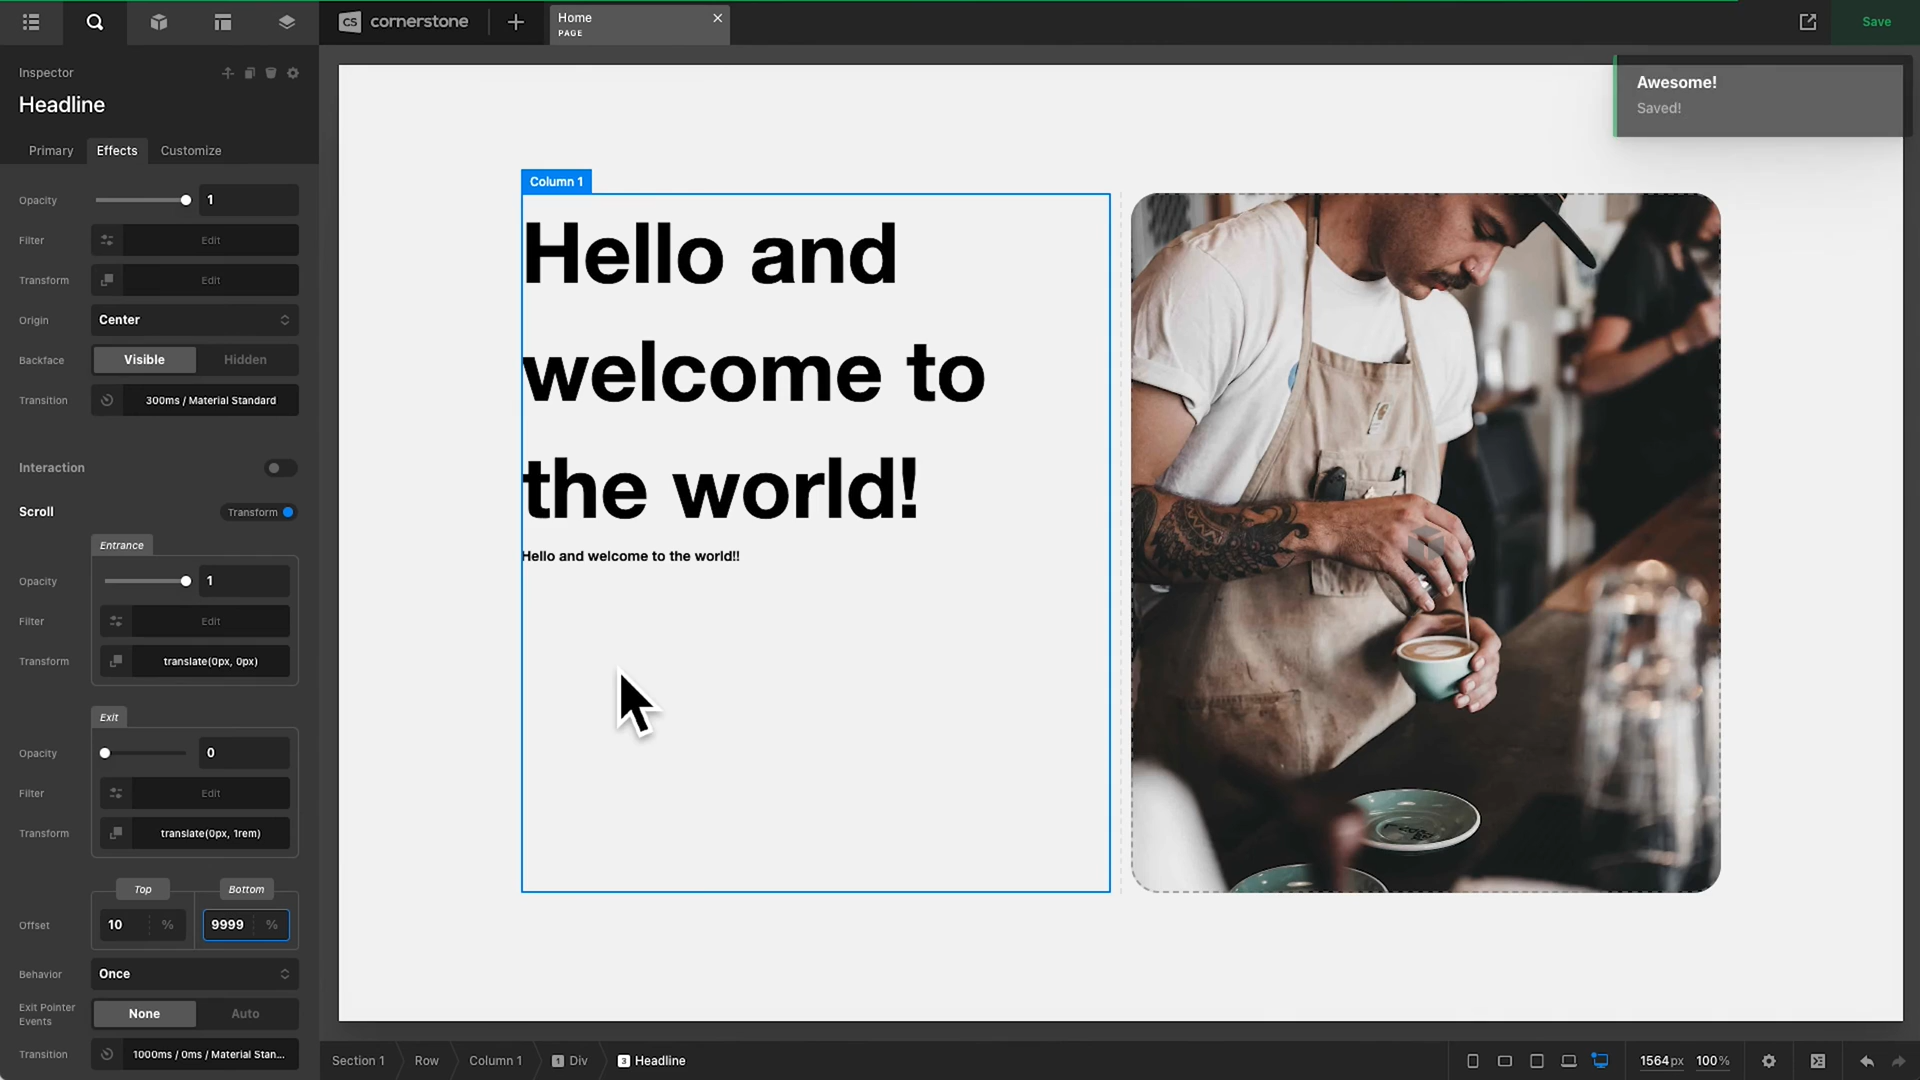 cs cornerstone
Home
PAGE
Save
Inspector
Headline
Awesome!
Saved!
Primary
Effects
Customize
Opacity
1
Filter
Edit
Transform
Edit
Origin
Center
Backface
Visible
Hidden
Transition
300ms / Material Standard
Interaction
Scroll
Transform
Entrance
Opacity
1
Filter
Edit
Transform
translate(0px, 0px)
Exit
Opacity
0
Filter
Edit
Transform
translate(0px, 1rem)
Top
Bottom
Offset
10 %
9999 %
Behavior
Once
Exit Pointer
Events
None
Auto
Transition
1000ms / 0ms / Material Stan...
Column 1
Hello and
welcome to
the world!
Hello and welcome to the world!!
Section 1
Row
Column 1
1 Div
3 Headline
1564px
100%